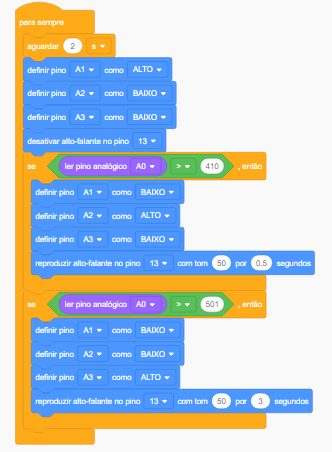 para sempre
aguardar 2 s
definir pino A1 como ALTO
definir pino A2 como BAIXO
definir pino A3 como BAIXO
desativar alto-falante no pino 13
se ler pino analógico A0 > 410 , então
definir pino A1 como BAIXO
definir pino A2 como ALTO
definir pino A3 como BAIXO
reproduzir alto-falante no pino 13 com tom 50 por 0.5 segundos
se ler pino analógico A0 > 501 , então
definir pino A1 como BAIXO
definir pino A2 como BAIXO
definir pino A3 como ALTO
reproduzir alto-falante no pino 13 com tom 50 por 3 segundos